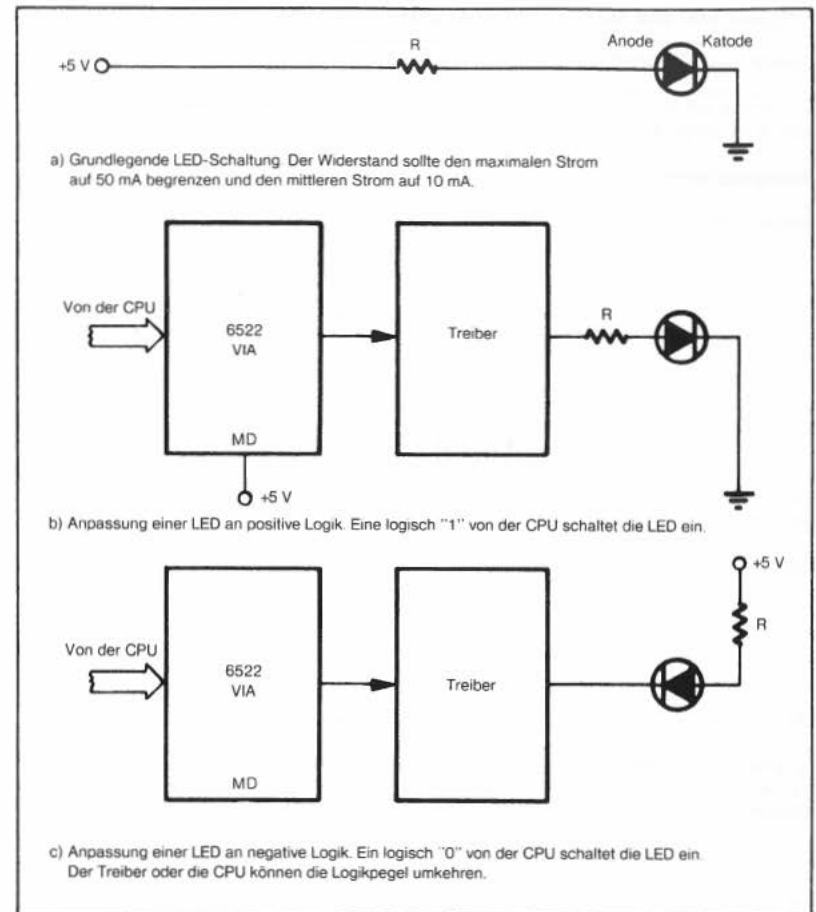 R
Anode Katode
+5 V
a) Grundlegende LED-Schaltung. Der Widerstand sollte den maximalen Strom
auf 50 mA begrenzen und den mittleren Strom auf 10 mA.
Von der CPU
6522
VIA
MD
+5 V
Treiber
R
b) Anpassung einer LED an positive Logik. Eine logisch "1" von der CPU schaltet die LED ein.
+5 V
R
Von der CPU
6522
VIA
MD
Treiber
c) Anpassung einer LED an negative Logik. Ein logisch "0" von der CPU schaltet die LED ein.
Der Treiber oder die CPU können die Logikpegel umkehren.